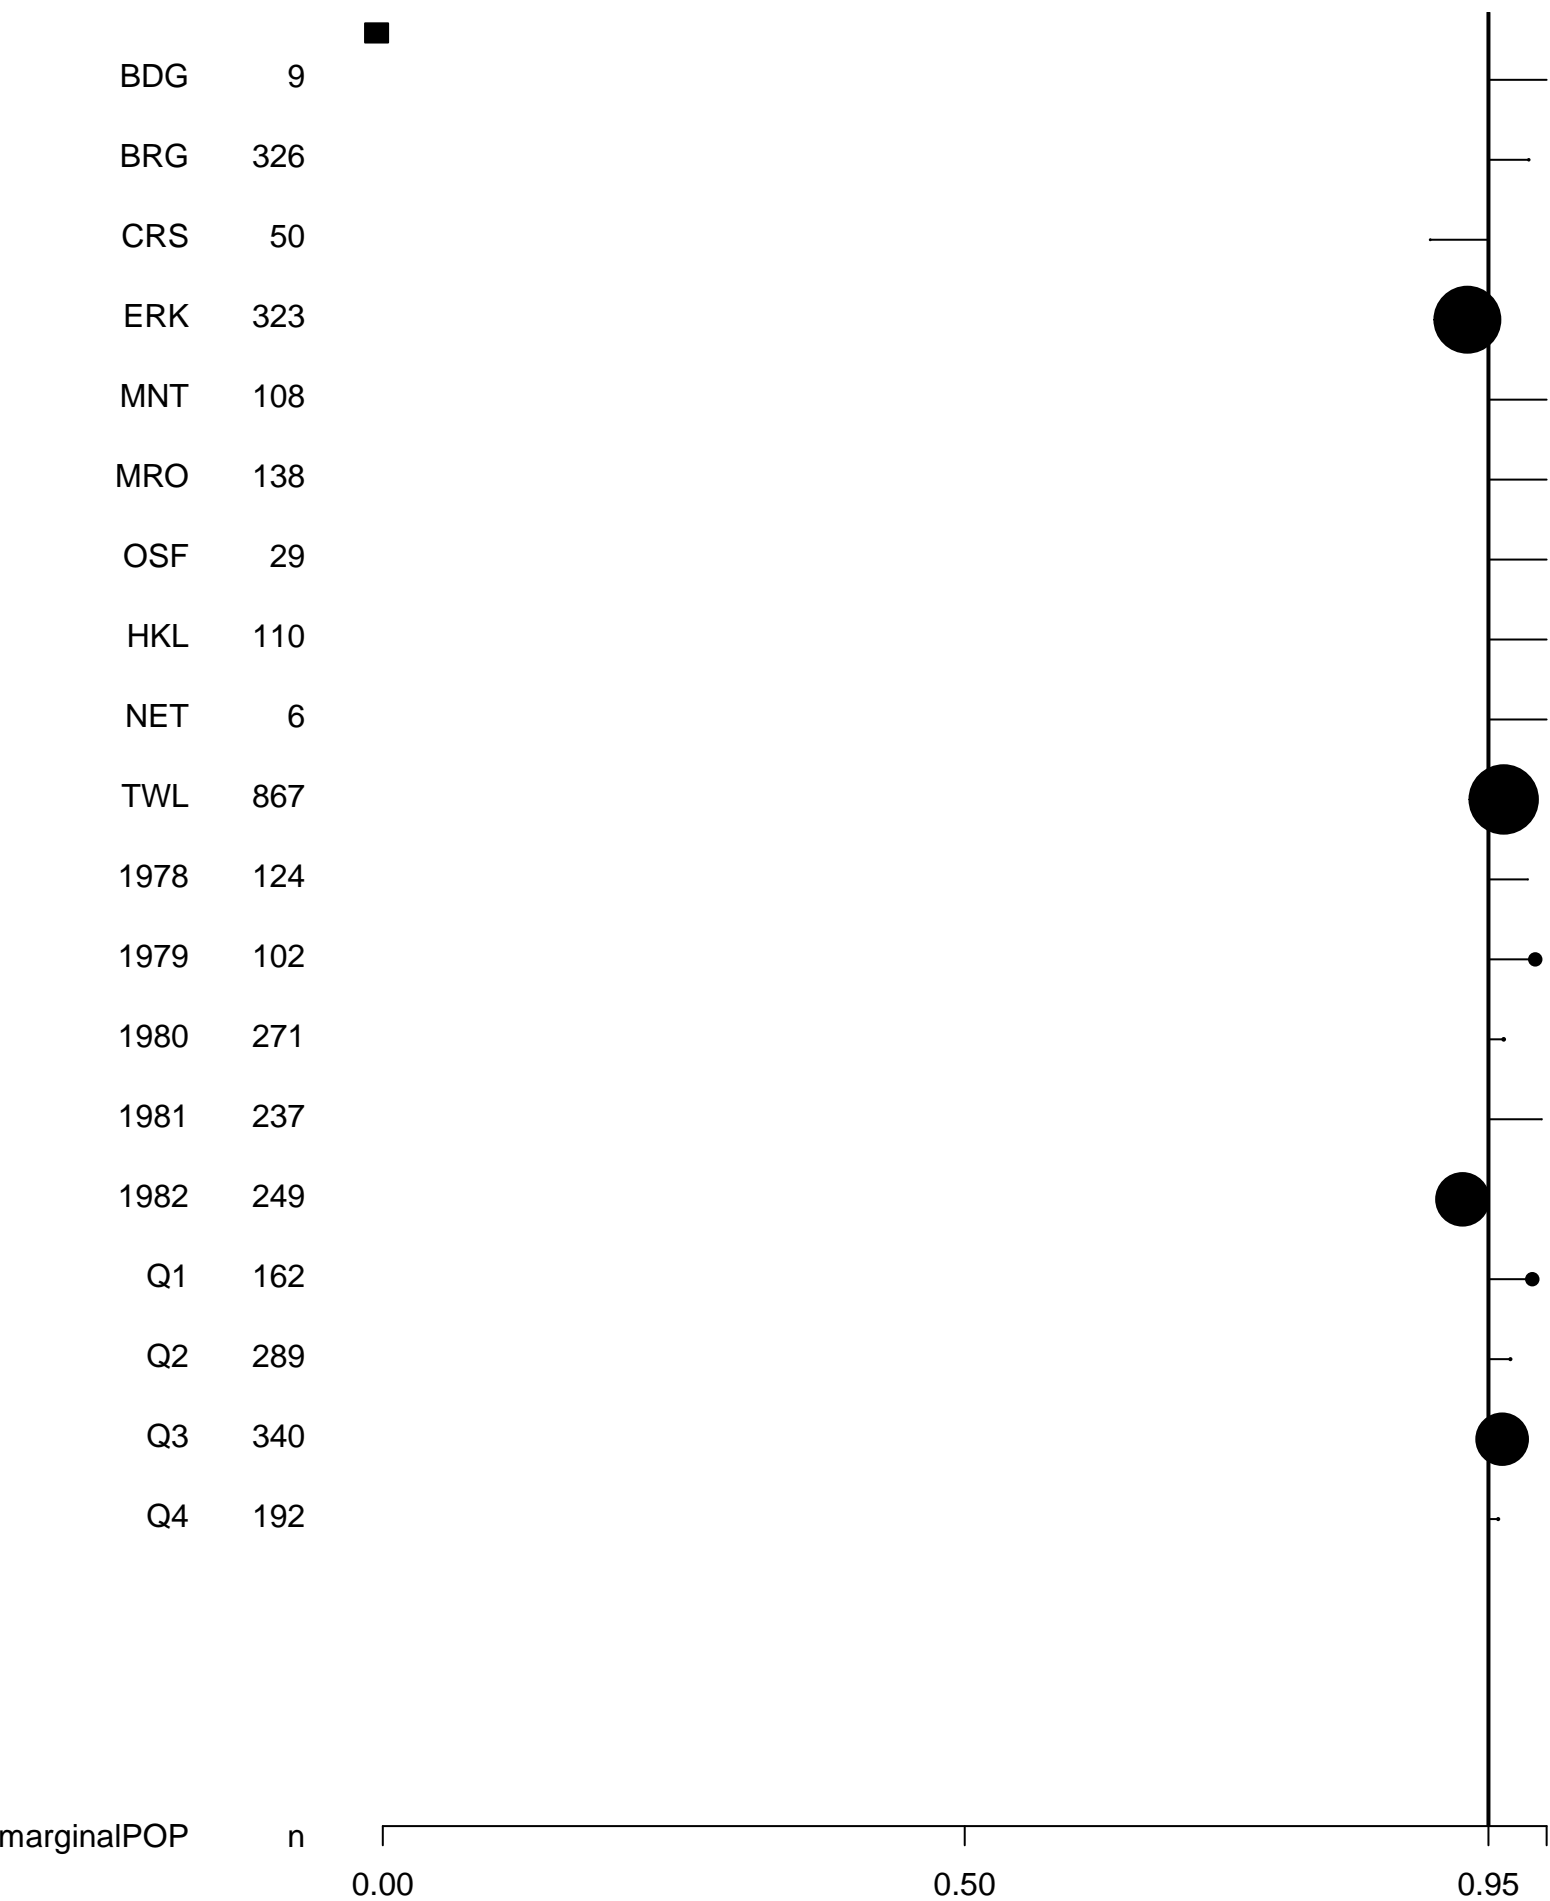 BDG 9
BRG 326
CRS 50
ERK 323
MNT 108
MRO 138
OSF 29
HKL 110
NET 6
TWL 867
1978 124
1979 102
1980 271
1981 237
1982 249
Q1 162
Q2 289
Q3 340
Q4 192
marginalPOP n
0.00 0.50 0.95